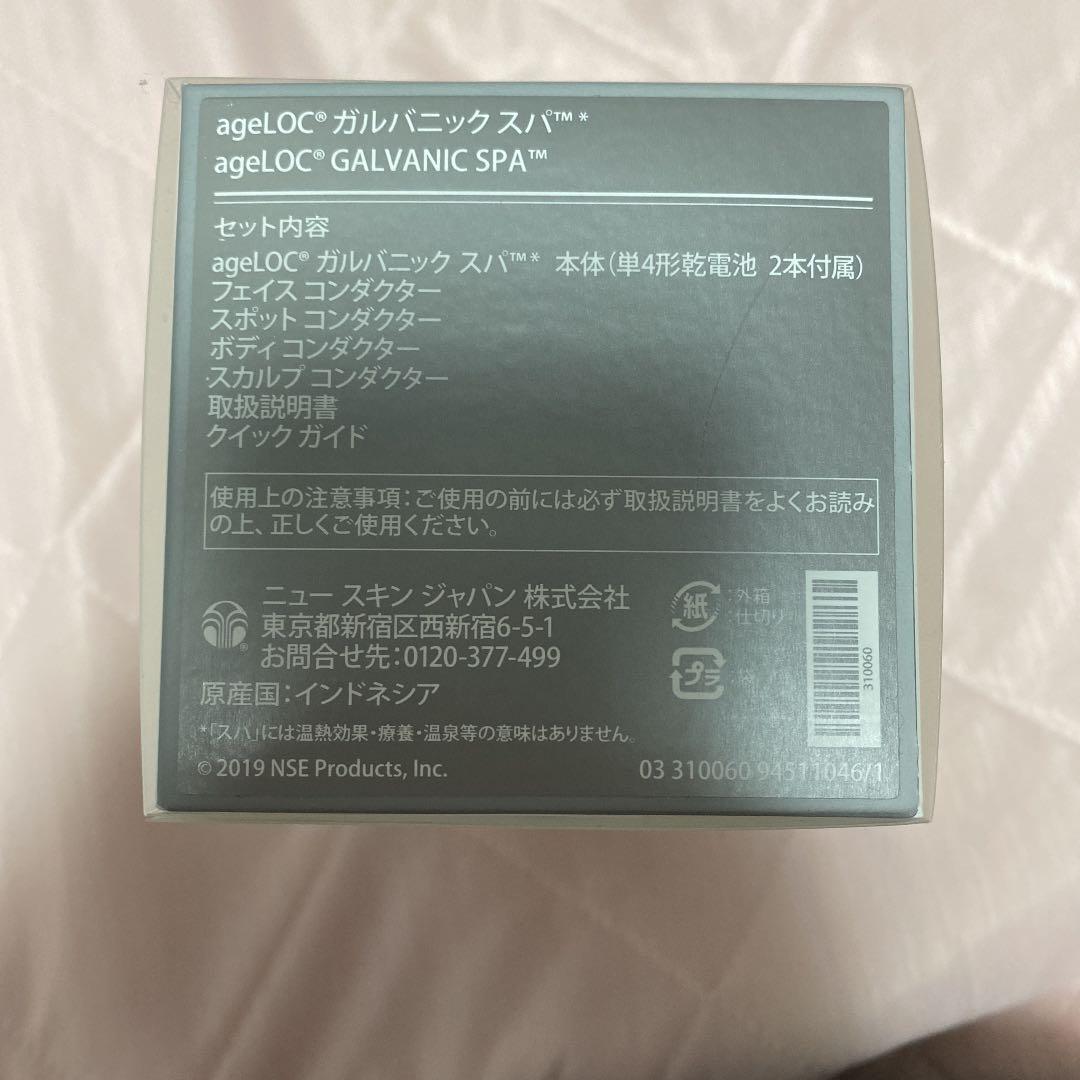 ageLOC® ガルバニック スパ™*
ageLOC® GALVANIC SPA™
セット内容
ageLOC® ガルバニック スパ™* 本体（単4形乾電池 2本付属）
フェイス コンダクター
スポット コンダクター
ボディ コンダクター
スカルプ コンダクター
取扱説明書
クイック ガイド
使用上の注意事項：ご使用の前には必ず取扱説明書をよくお読み
の上、正しくご使用ください。
ニュー スキン ジャパン 株式会社
東京都新宿区西新宿6-5-1
お問合せ先：0120-377-499
原産国：インドネシア
*「スパ」には温熱効果・療養・温泉等の意味はありません。
© 2019 NSE Products, Inc.
紙 ：外箱
：仕切り
プラ ：袋
310060
03 310060 94511046/1